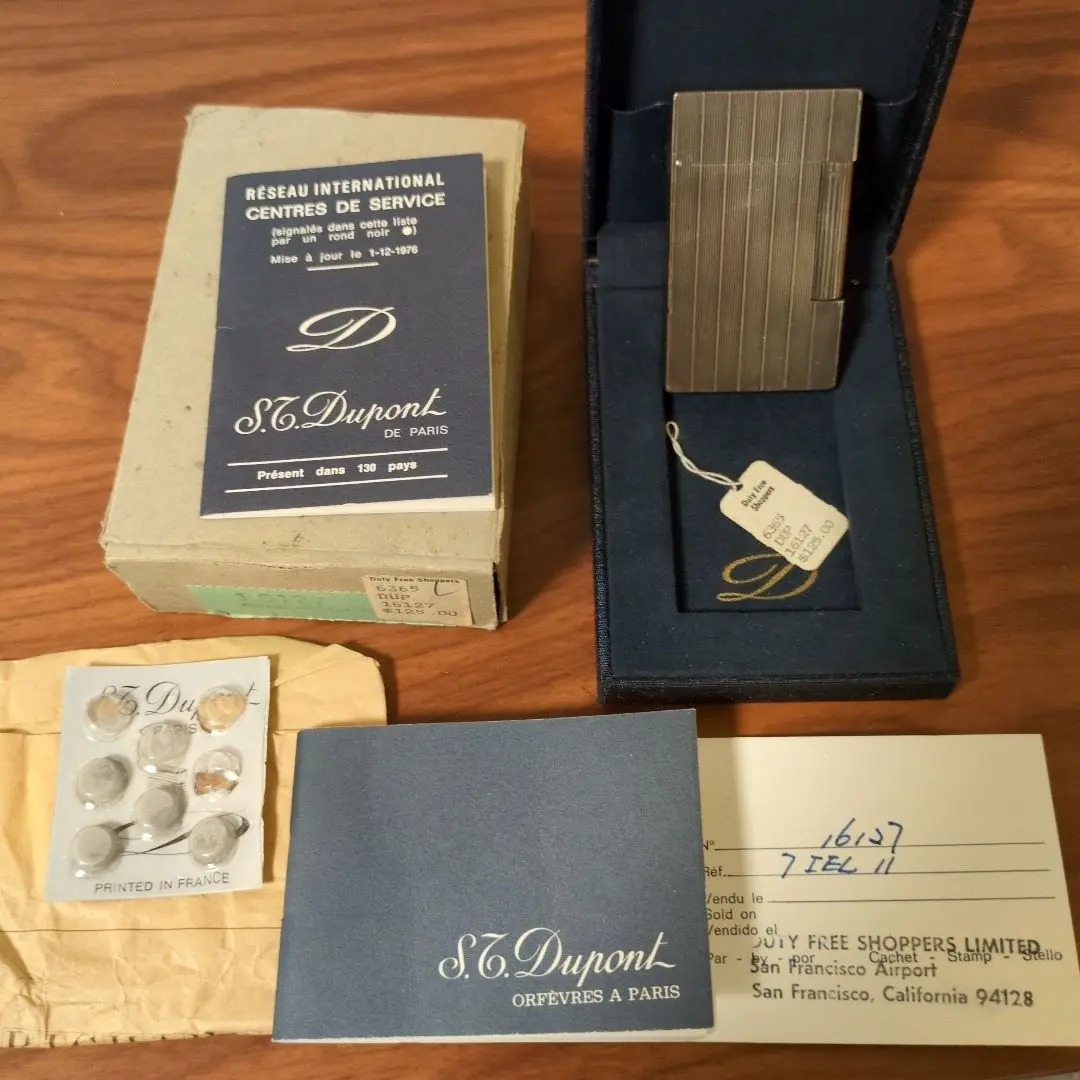 RÉSEAU INTERNATIONAL
CENTRES DE SERVICE
(signalés dans cette liste
par un rond noir ●)
Mise à jour le 1-12-1976
D
S.T. Dupont
DE PARIS
Présent dans 130 pays
Duty Free Shoppers
6365
DUP
16127
$125.00
Duty Free
Shoppers
6365
DUP
16127
$125.00
D
S.T. Dupont
PARIS
PRINTED IN FRANCE
S.T. Dupont
ORFÈVRES A PARIS
Nº 16127
Réf. 7 IEL 11
Vendu le
Sold on
Vendido el
Par - by - por Cachet - Stamp - Stello
DUTY FREE SHOPPERS LIMITED
San Francisco Airport
San Francisco, California 94128